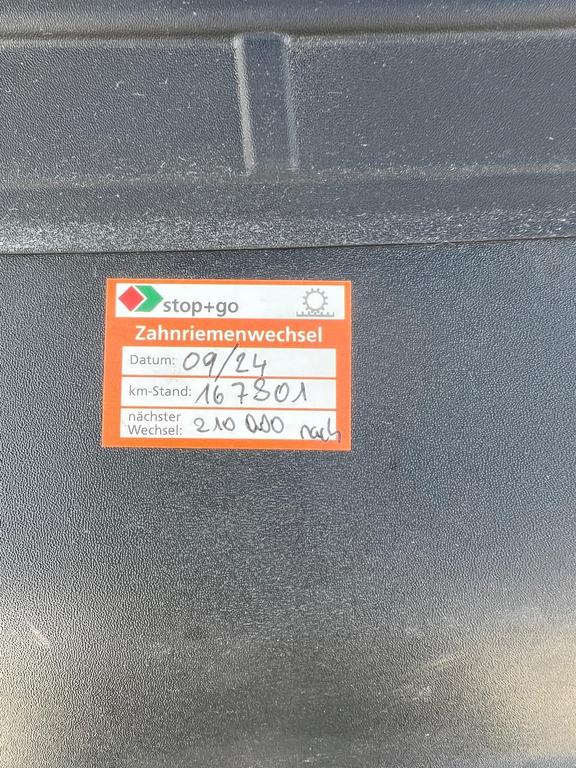 stop+go
Zahnriemenwechsel
Datum: 09/24
km-Stand: 167801
nächster
Wechsel: 210 000 nach